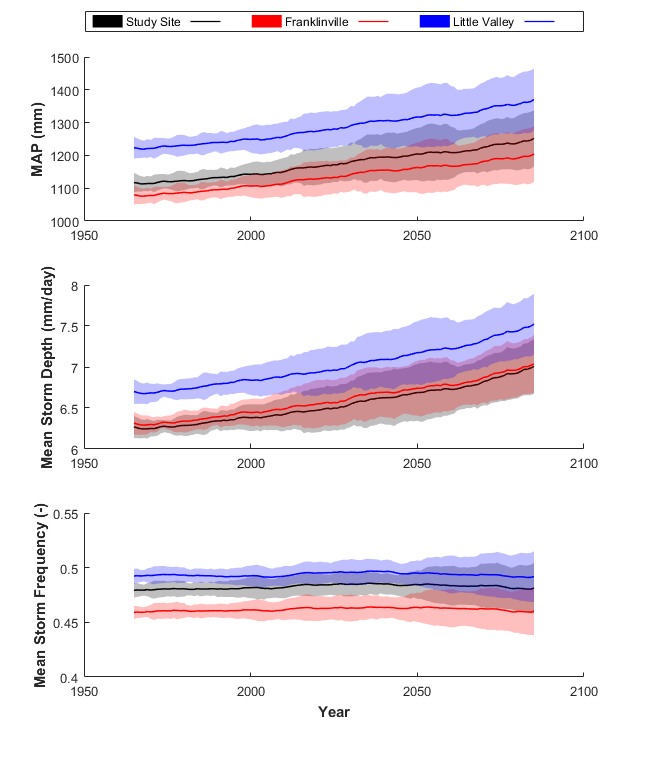 Study Site Franklinville Little Valley
1500
1400
1300
1200
1100
1000
MAP (mm)
1950 2000 2050 2100
8
7.5
7
6.5
6
Mean Storm Depth (mm/day)
1950 2000 2050 2100
0.55
0.5
0.45
0.4
Mean Storm Frequency (-)
1950 2000 2050 2100
Year